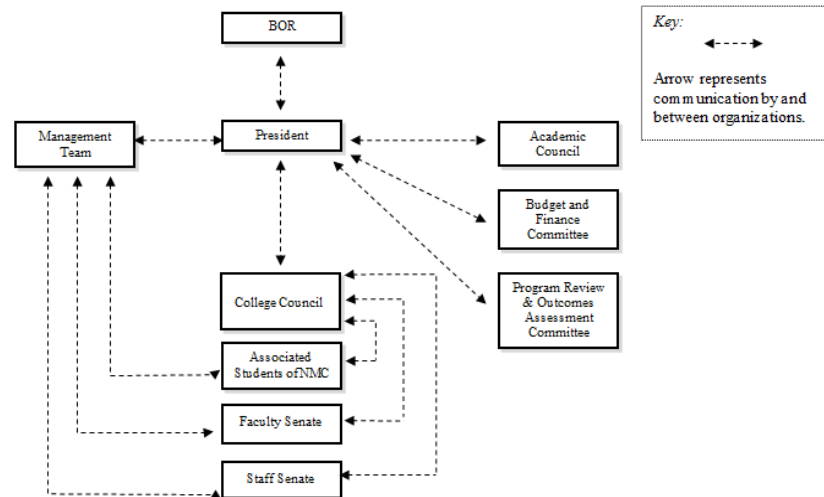 BOR
Key:
Arrow represents
communication by and
between organizations.
Management
Team
President
Academic
Council
Budget and
Finance
Committee
College Council
Program Review
& Outcomes
Assessment
Committee
Associated
Students of NMC
Faculty Senate
Staff Senate